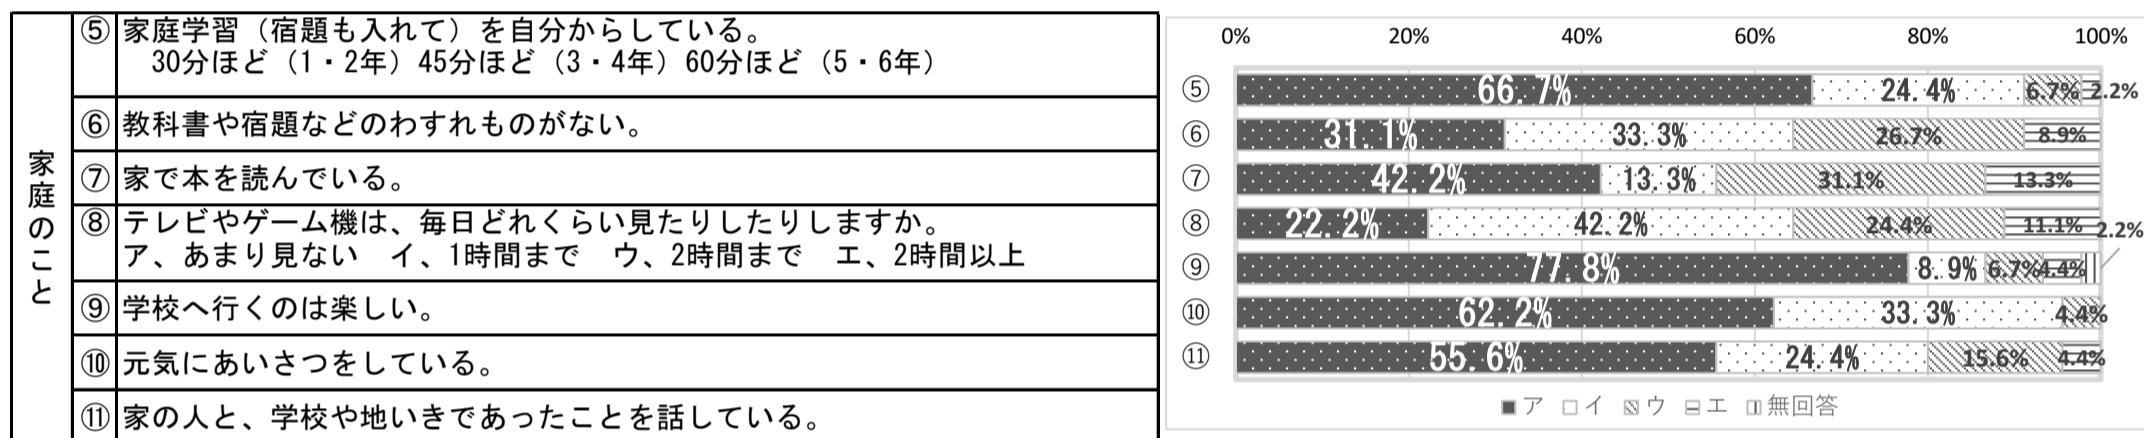 家庭のこと
⑤ 家庭学習（宿題も入れて）を自分からしている。
30分ほど（1・2年）45分ほど（3・4年）60分ほど（5・6年）
⑥ 教科書や宿題などのわすれものがない。
⑦ 家で本を読んでいる。
⑧ テレビやゲーム機は、毎日どれくらい見たりしたりしますか。
ア、あまり見ない　イ、1時間まで　ウ、2時間まで　エ、2時間以上
⑨ 学校へ行くのは楽しい。
⑩ 元気にあいさつをしている。
⑪ 家の人と、学校や地いきであったことを話している。
0% 20% 40% 60% 80% 100%
⑤ 66.7% 24.4% 6.7% 2.2%
⑥ 31.1% 33.3% 26.7% 8.9%
⑦ 42.2% 13.3% 31.1% 13.3%
⑧ 22.2% 42.2% 24.4% 11.1%
⑨ 77.8% 8.9% 6.7% 4.4% 2.2%
⑩ 62.2% 33.3% 4.4%
⑪ 55.6% 24.4% 15.6% 4.4%
ア イ ウ エ 無回答